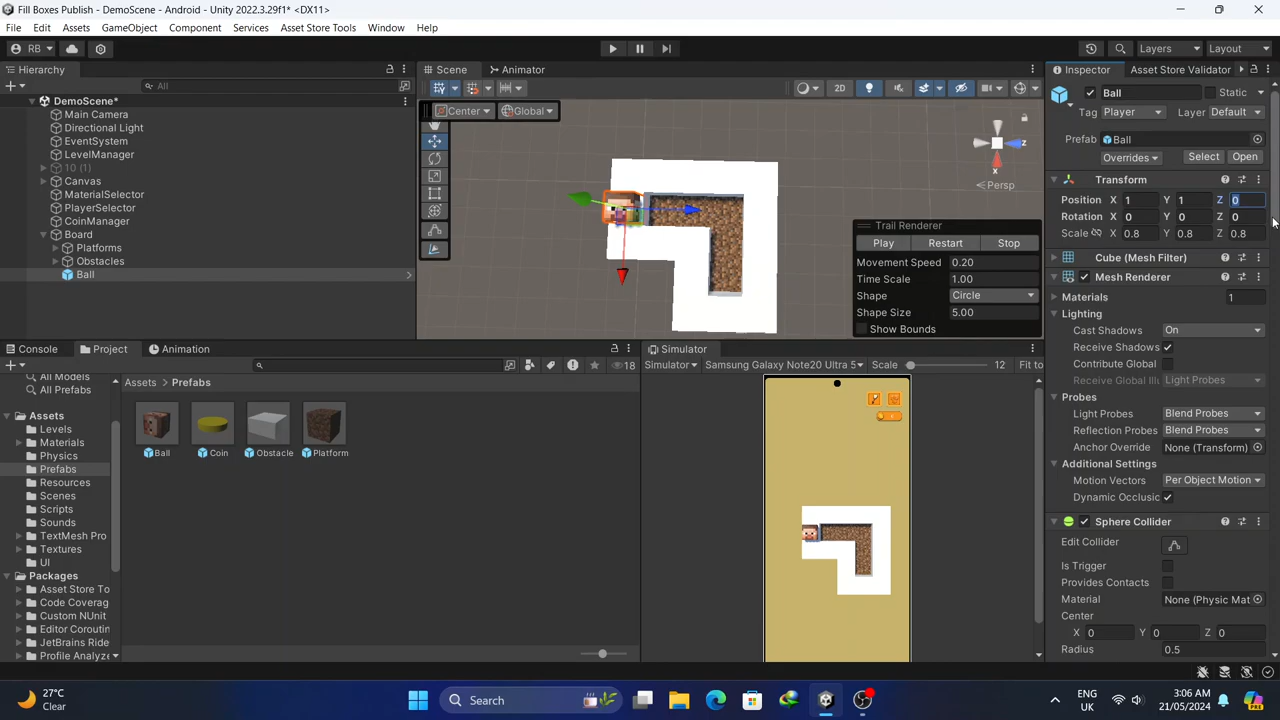 Fill Boxes Publish - DemoScene - Android - Unity 2022.3.29f1* <DX11>
File Edit Assets GameObject Component Services Asset Store Tools Window Help
RB Layers Layout
Hierarchy Scene Animator Inspector Asset Store Validator
All 2D
DemoScene*
Main Camera
Directional Light
EventSystem
LevelManager
10 (1)
Canvas
MaterialSelector
PlayerSelector
CoinManager
Board
Platforms
Obstacles
Ball
Center Global
z
x
Persp
Trail Renderer
Play Restart Stop
Movement Speed 0.20
Time Scale 1.00
Shape Circle
Shape Size 5.00
Show Bounds
Ball Static
Tag Player Layer Default
Prefab Ball
Overrides Select Open
Transform
Position X 1 Y 1 Z 0
Rotation X 0 Y 0 Z 0
Scale X 0.8 Y 0.8 Z 0.8
Cube (Mesh Filter)
Mesh Renderer
Materials 1
Lighting
Cast Shadows On
Receive Shadows
Contribute Global
Receive Global Illu Light Probes
Probes
Light Probes Blend Probes
Reflection Probes Blend Probes
Anchor Override None (Transform)
Additional Settings
Motion Vectors Per Object Motion
Dynamic Occlusic
Sphere Collider
Edit Collider
Is Trigger
Provides Contacts
Material None (Physic Mat
Center
X 0 Y 0 Z 0
Radius 0.5
Console Project Animation
18
All Models
All Prefabs
Assets
Levels
Materials
Physics
Prefabs
Resources
Scenes
Scripts
Sounds
TextMesh Pro
Textures
UI
Packages
Asset Store To
Code Coverag
Custom NUnit
Editor Coroutin
JetBrains Ride
Profile Analyze
Assets > Prefabs
Ball Coin Obstacle Platform
Simulator
Simulator Samsung Galaxy Note20 Ultra 5 Scale 12 Fit to
27°C
Clear
Search
ENG
UK
3:06 AM
21/05/2024